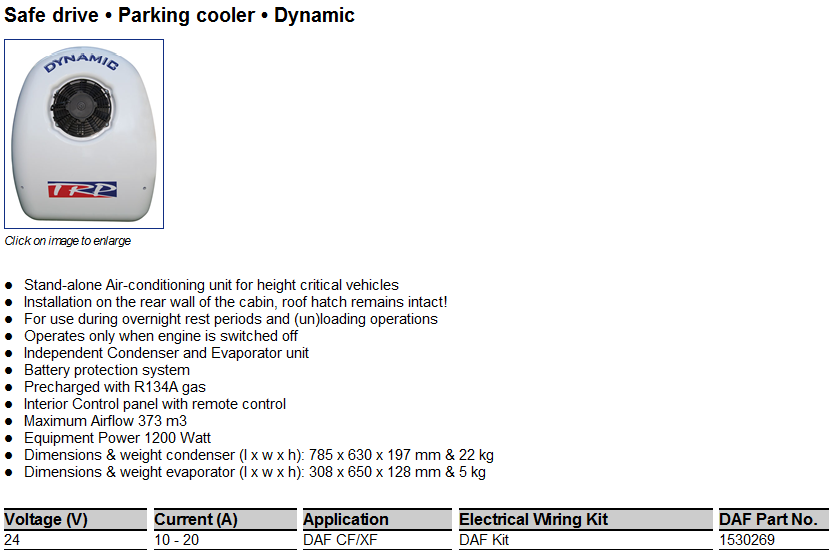 Safe drive • Parking cooler • Dynamic
DYNAMIC
TRP
Click on image to enlarge
• Stand-alone Air-conditioning unit for height critical vehicles
• Installation on the rear wall of the cabin, roof hatch remains intact!
• For use during overnight rest periods and (un)loading operations
• Operates only when engine is switched off
• Independent Condenser and Evaporator unit
• Battery protection system
• Precharged with R134A gas
• Interior Control panel with remote control
• Maximum Airflow 373 m3
• Equipment Power 1200 Watt
• Dimensions & weight condenser (l x w x h): 785 x 630 x 197 mm & 22 kg
• Dimensions & weight evaporator (l x w x h): 308 x 650 x 128 mm & 5 kg
Voltage (V) Current (A) Application Electrical Wiring Kit DAF Part No.
24 10 - 20 DAF CF/XF DAF Kit 1530269